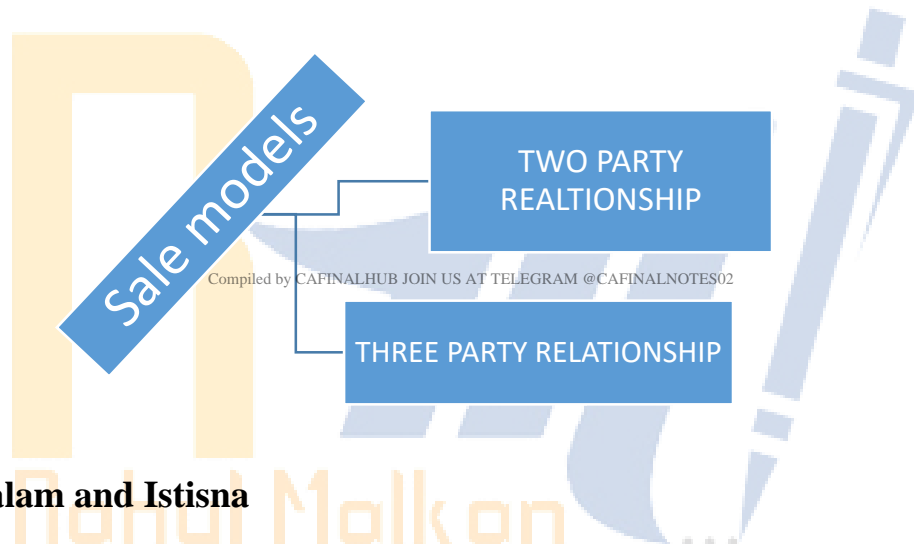 Sale models
TWO PARTY
REALTIONSHIP
Compiled by CAFINALHUB JOIN US AT TELEGRAM @CAFINALNOTES02
THREE PARTY RELATIONSHIP
alam and Istisna
Rahul Malkan